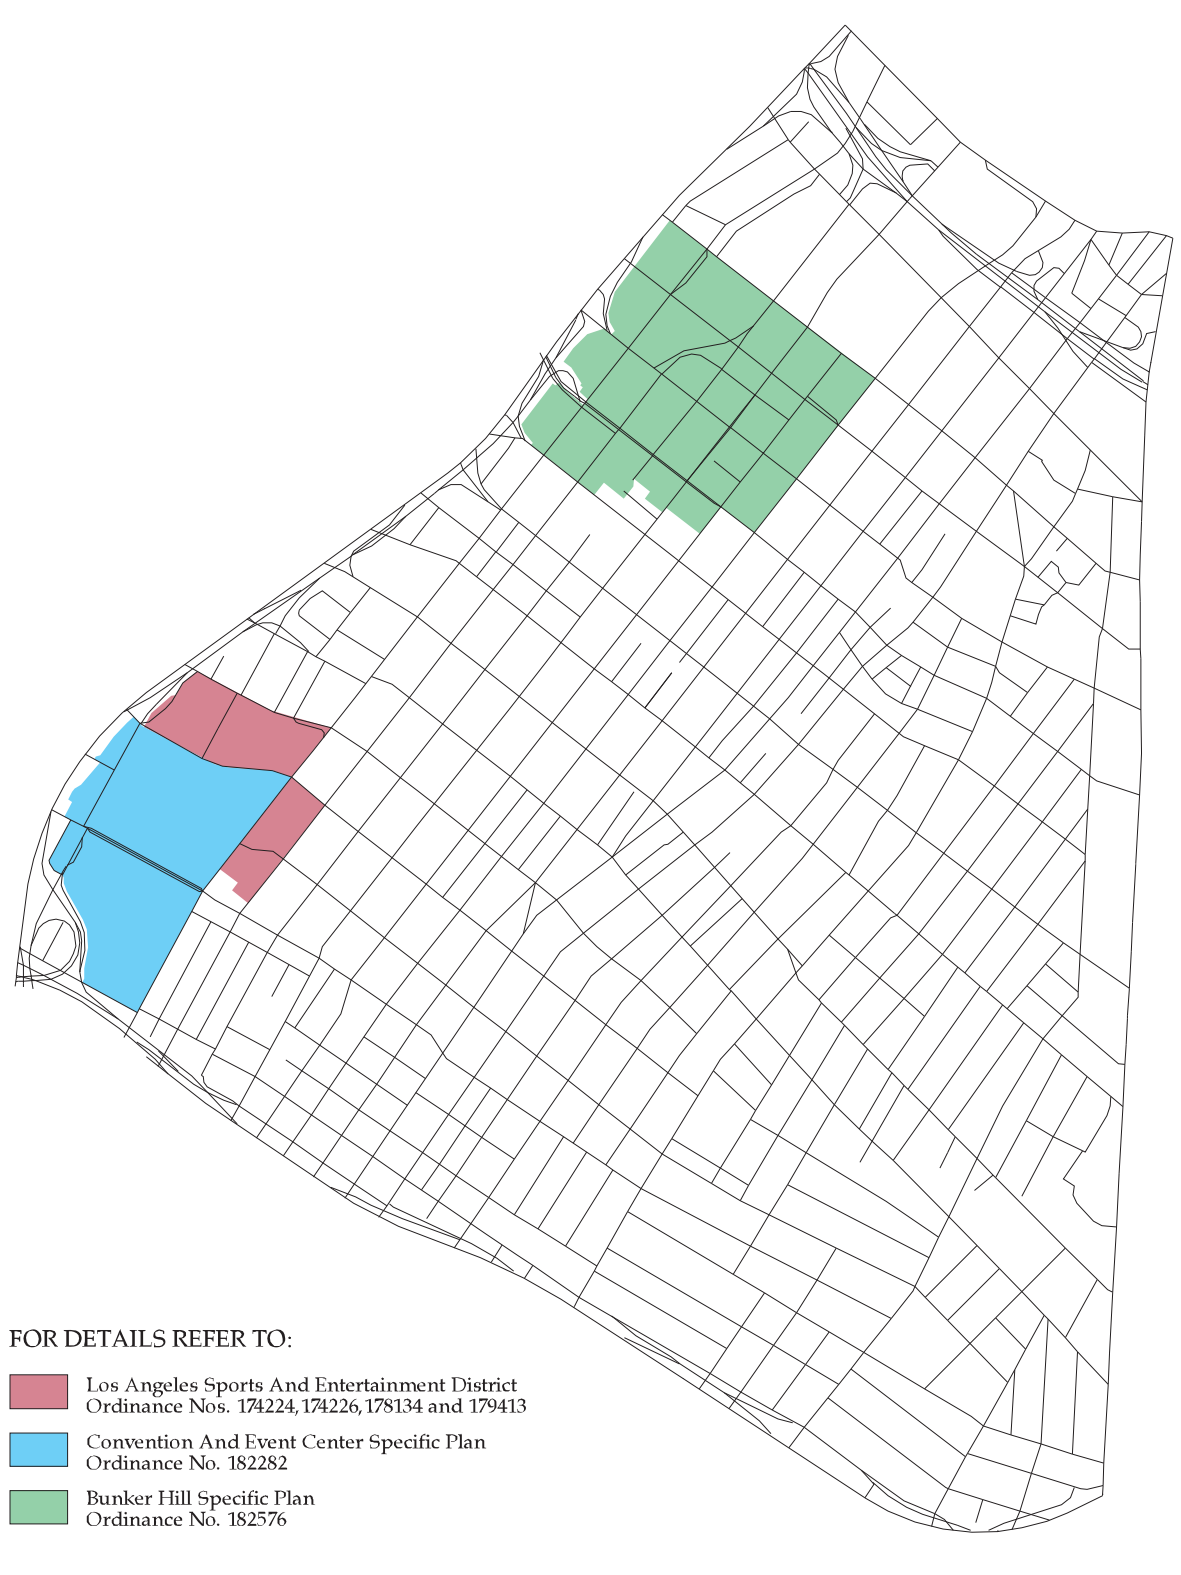 FOR DETAILS REFER TO:
Los Angeles Sports And Entertainment District
Ordinance Nos. 174224, 174226, 178134 and 179413
Convention And Event Center Specific Plan
Ordinance No. 182282
Bunker Hill Specific Plan
Ordinance No. 182576